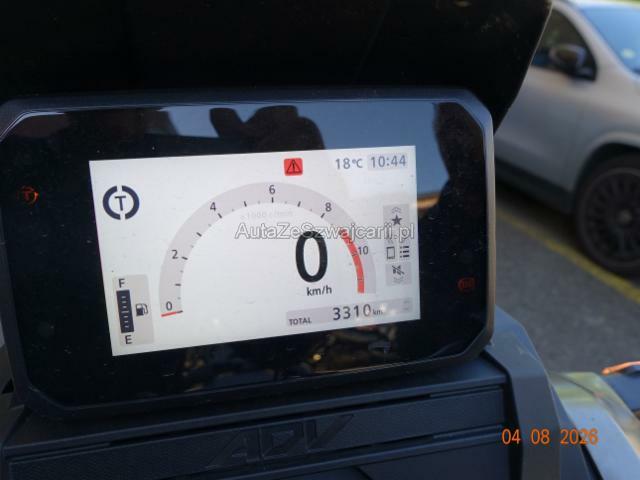 18°C 10:44
T
6
4
8
x1000 r/min
AutaZeSzwajcarii.pl
2
10
0
km/h
F
0
E
TOTAL 3310 km
ADV
04 08 2026